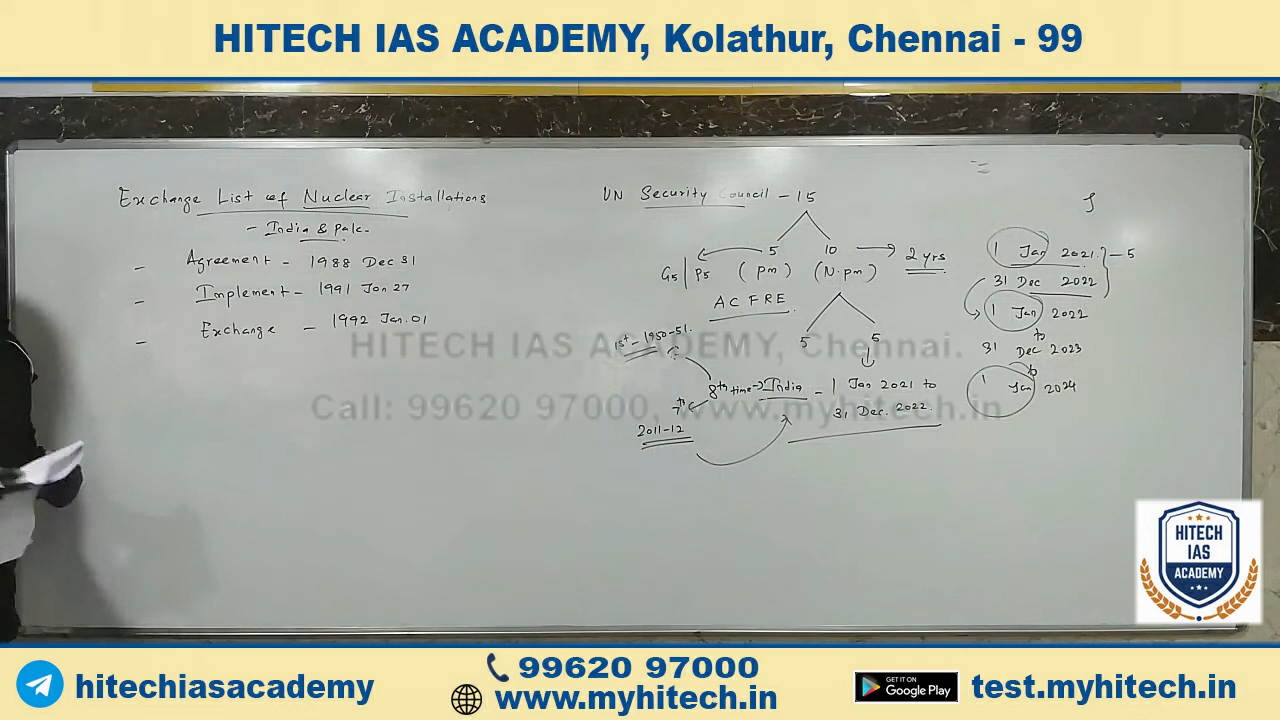 HITECH IAS ACADEMY, Kolathur, Chennai - 99
Exchange List of Nuclear Installations
- India & Pak-
- Agreement - 1988 Dec 31
- Implement - 1991 Jan 27
- Exchange - 1992 Jan. 01
UN Security Council - 15
5 10 2 yrs
G5 | P5 (pm) (N.pm)
A C F R E
5 5
1st - 1950-51.
8th time India - 1 Jan 2021 to
31 Dec. 2022.
7th
2011-12
1 Jan 2021 - 5
31 Dec 2022
1 Jan 2022
to
31 Dec 2023
to
1 Jan 2024
HITECH IAS ACADEMY, Chennai.
Call: 99620 97000, www.myhitech.in
HITECH
IAS
ACADEMY
hitechiasacademy
99620 97000
www.myhitech.in
GET IT ON
Google Play
test.myhitech.in